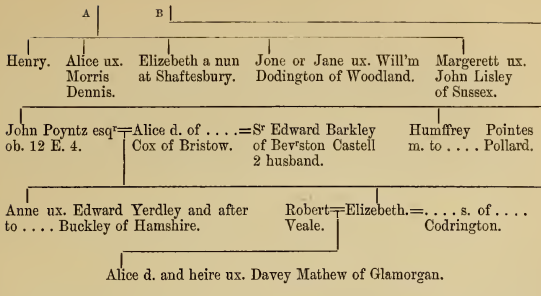 A B
Henry. Alice ux. Elizebeth a nun Jone or Jane ux. Will'm Margerett ux.
Morris at Shaftesbury. Dodington of Woodland. John Lisley
Dennis. of Sussex.
John Poyntz esqr=Alice d. of . . . .=Sr Edward Barkley Humffrey Pointes
ob. 12 E. 4. Cox of Bristow. of Bevrston Castell m. to . . . . Pollard.
2 husband.
Anne ux. Edward Yerdley and after Robert=Elizebeth.=. . . . s. of . . . .
to . . . . Buckley of Hamshire. Veale. Codrington.
Alice d. and heire ux. Davey Mathew of Glamorgan.